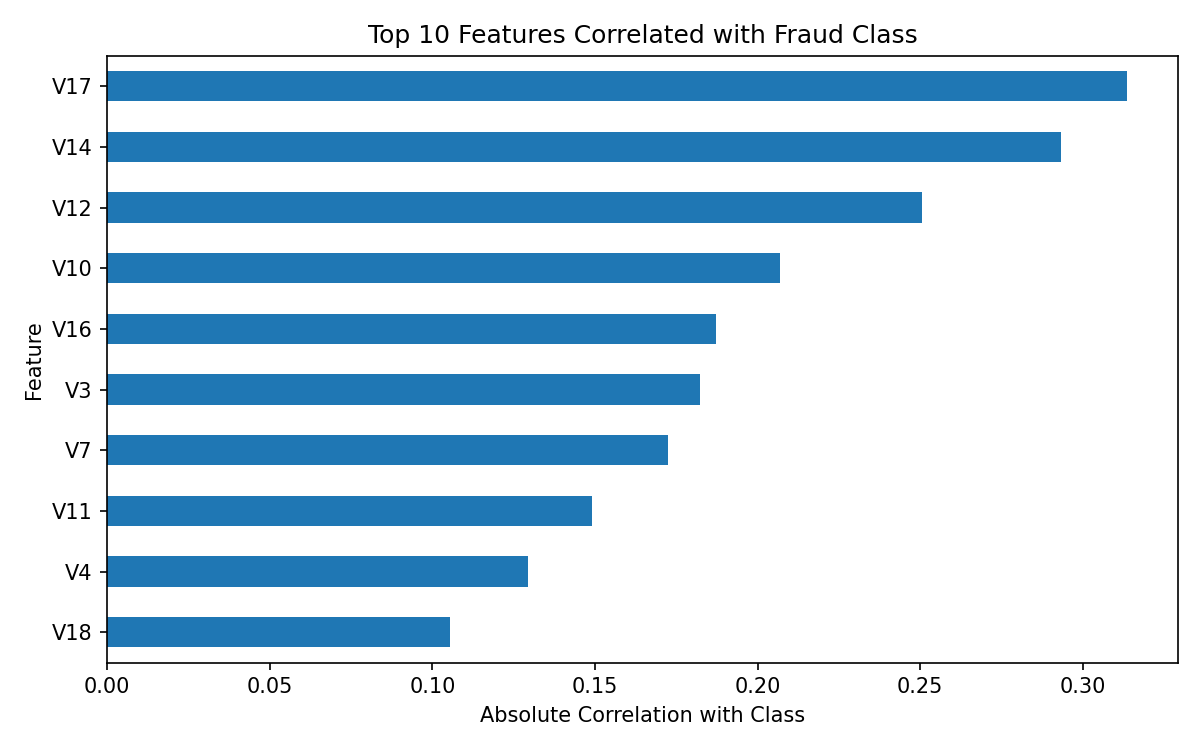 Top 10 Features Correlated with Fraud Class
Feature
V17
V14
V12
V10
V16
V3
V7
V11
V4
V18
0.00 0.05 0.10 0.15 0.20 0.25 0.30
Absolute Correlation with Class